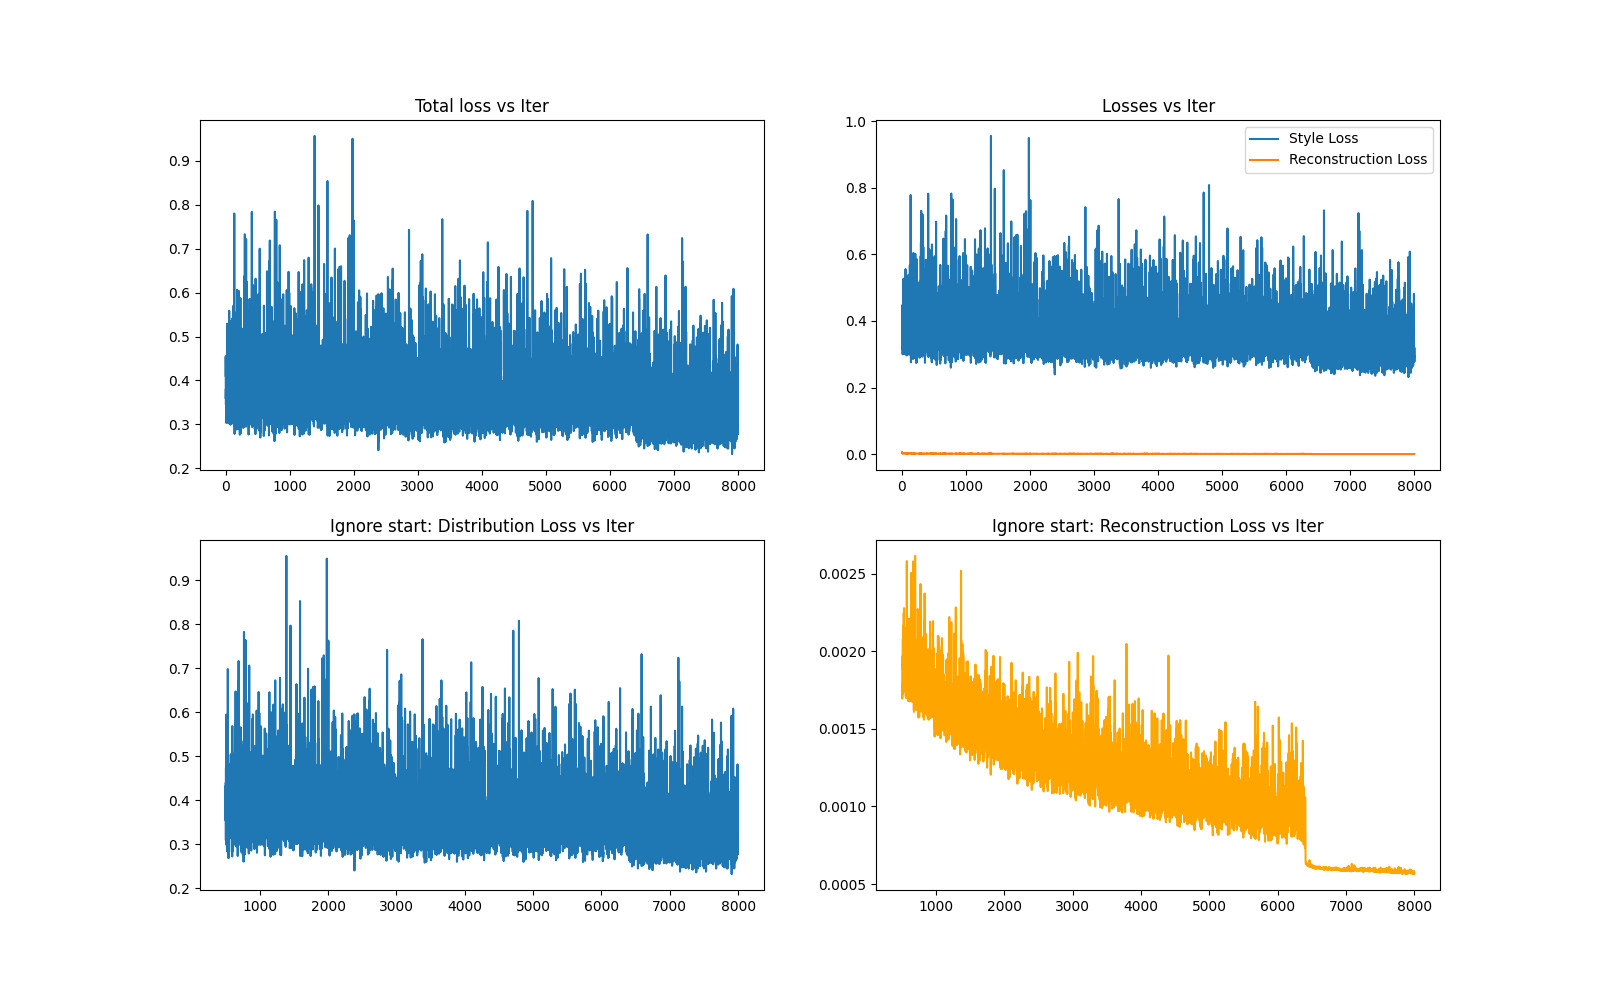 Total loss vs Iter
0.9
0.8
0.7
0.6
0.5
0.4
0.3
0.2
0 1000 2000 3000 4000 5000 6000 7000 8000
Losses vs Iter
1.0
0.8
0.6
0.4
0.2
0.0
Style Loss
Reconstruction Loss
0 1000 2000 3000 4000 5000 6000 7000 8000
Ignore start: Distribution Loss vs Iter
0.9
0.8
0.7
0.6
0.5
0.4
0.3
0.2
1000 2000 3000 4000 5000 6000 7000 8000
Ignore start: Reconstruction Loss vs Iter
0.0025
0.0020
0.0015
0.0010
0.0005
1000 2000 3000 4000 5000 6000 7000 8000